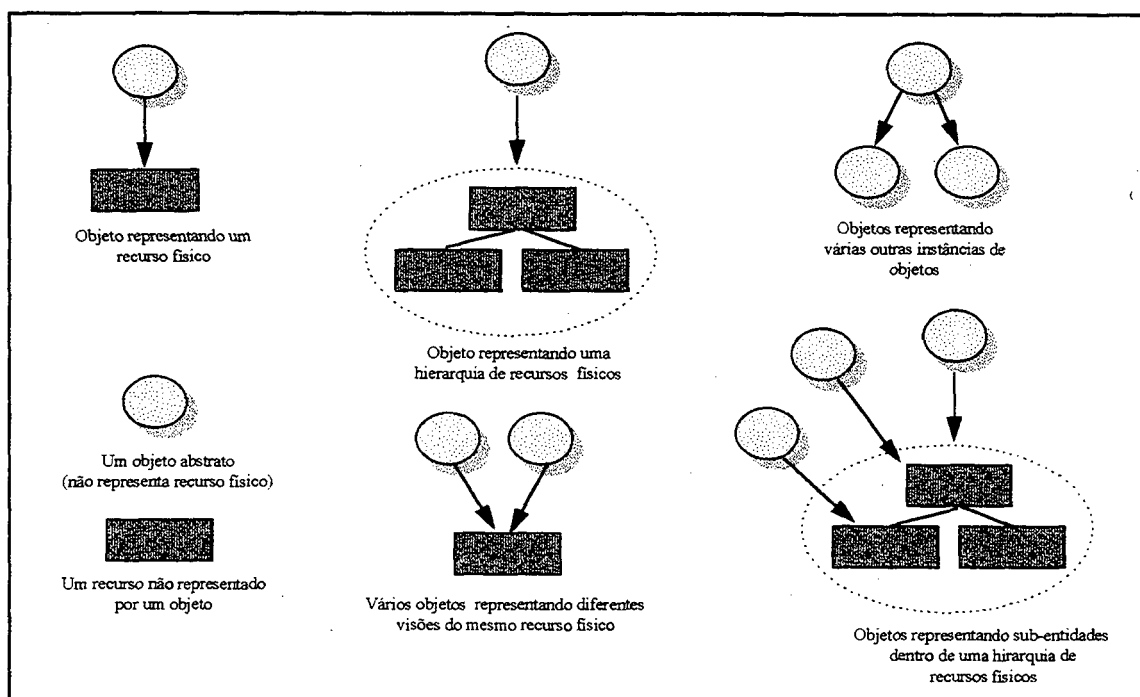 Objeto representando um
recurso físico
Objeto representando uma
hierarquia de recursos físicos
Objetos representando
várias outras instâncias de
objetos
Um objeto abstrato
(não representa recurso físico)
Um recurso não representado
por um objeto
Vários objetos representando diferentes
visões do mesmo recurso físico
Objetos representando sub-entidades
dentro de uma hirarquia de
recursos físicos